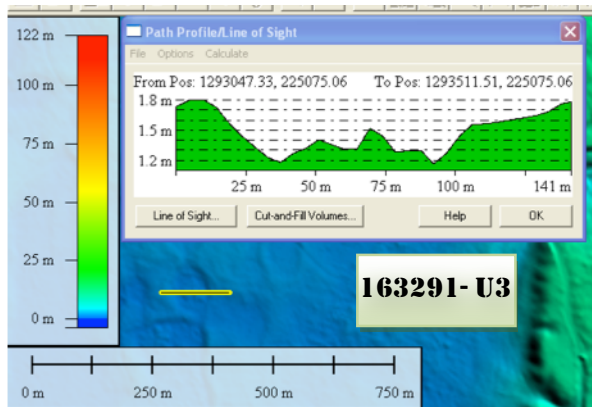 122 m
100 m
75 m
50 m
25 m
0 m
Path Profile/Line of Sight
File Options Calculate
From Pos: 1293047.33, 225075.06 To Pos: 1293511.51, 225075.06
1.8 m
1.5 m
1.2 m
25 m 50 m 75 m 100 m 141 m
Line of Sight... Cut-and-Fill Volumes... Help OK
163291- U3
0 m 250 m 500 m 750 m